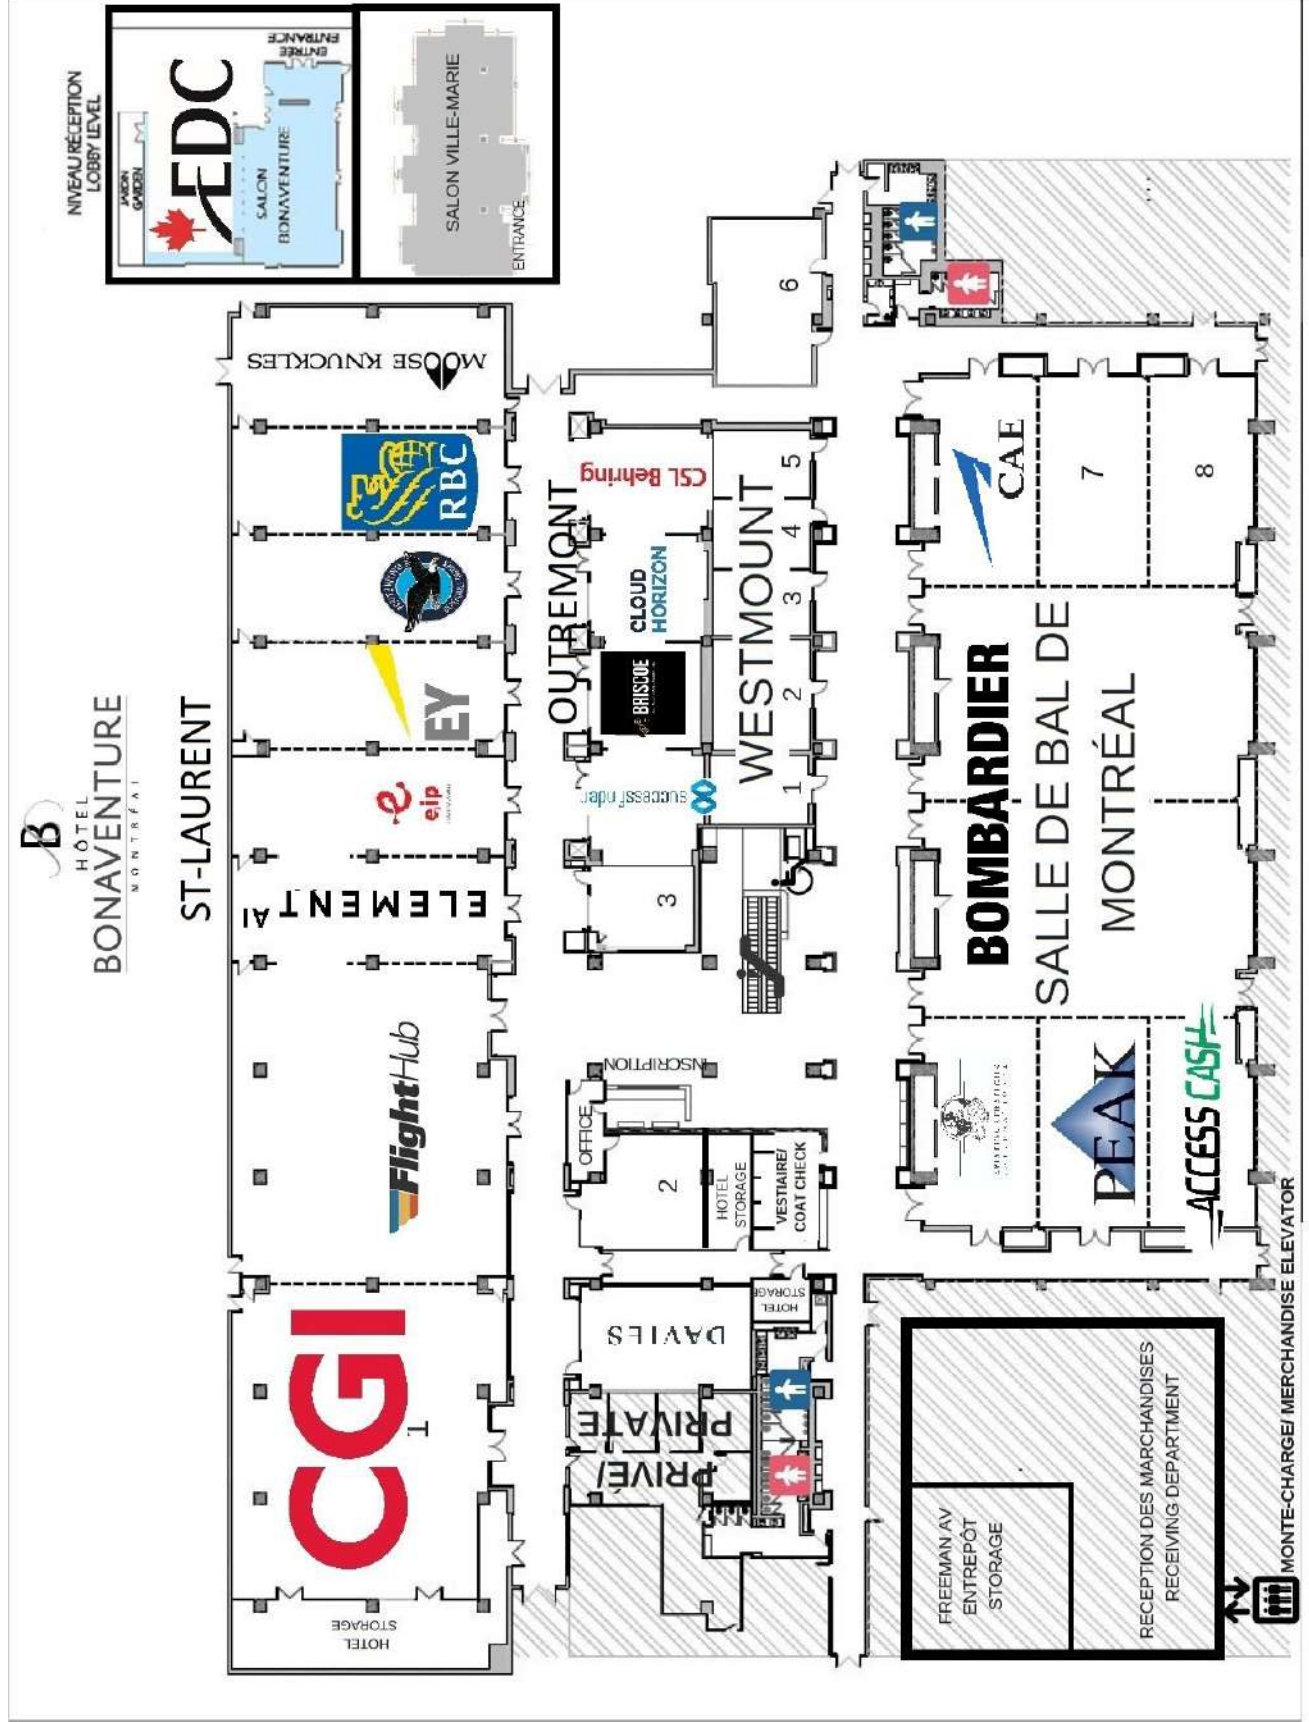 B
HÔTEL
BONAVENTURE
MONTRÉAL
NIVEAU RÉCEPTION
LOBBY LEVEL
JARDIN
GARDEN
EDC
SALON
BONAVENTURE
ENTRÉE
ENTRANCE
SALON VILLE-MARIE
ENTRANCE
ST-LAURENT
HOTEL
STORAGE
CGI
1
FlightHub
ELEMENT AI
eip
EY
RBC
MOOSE KNUCKLES
OUTREMONT
PRIVÉ/
PRIVATE
DAVIES
HOTEL
STORAGE
OFFICE
2
HOTEL
STORAGE
VESTIAIRE/
COAT CHECK
INSCRIPTION
3
successfinder
BRISCOE
CLOUD
HORIZON
CSL Behring
WESTMOUNT
1
2
3
4
5
6
PEAK
ACCESS CASH
BOMBARDIER
SALLE DE BAL DE
MONTRÉAL
CAE
7
8
FREEMAN AV
ENTREPÔT
STORAGE
RECEPTION DES MARCHANDISES
RECEIVING DEPARTMENT
MONTE-CHARGE/ MERCHANDISE ELEVATOR